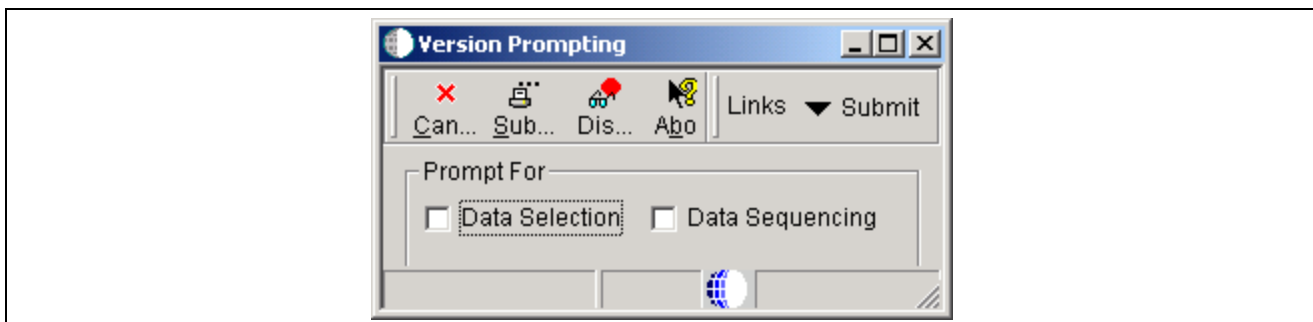 Version Prompting
Can... Sub... Dis... Abo Links Submit
Prompt For
Data Selection Data Sequencing